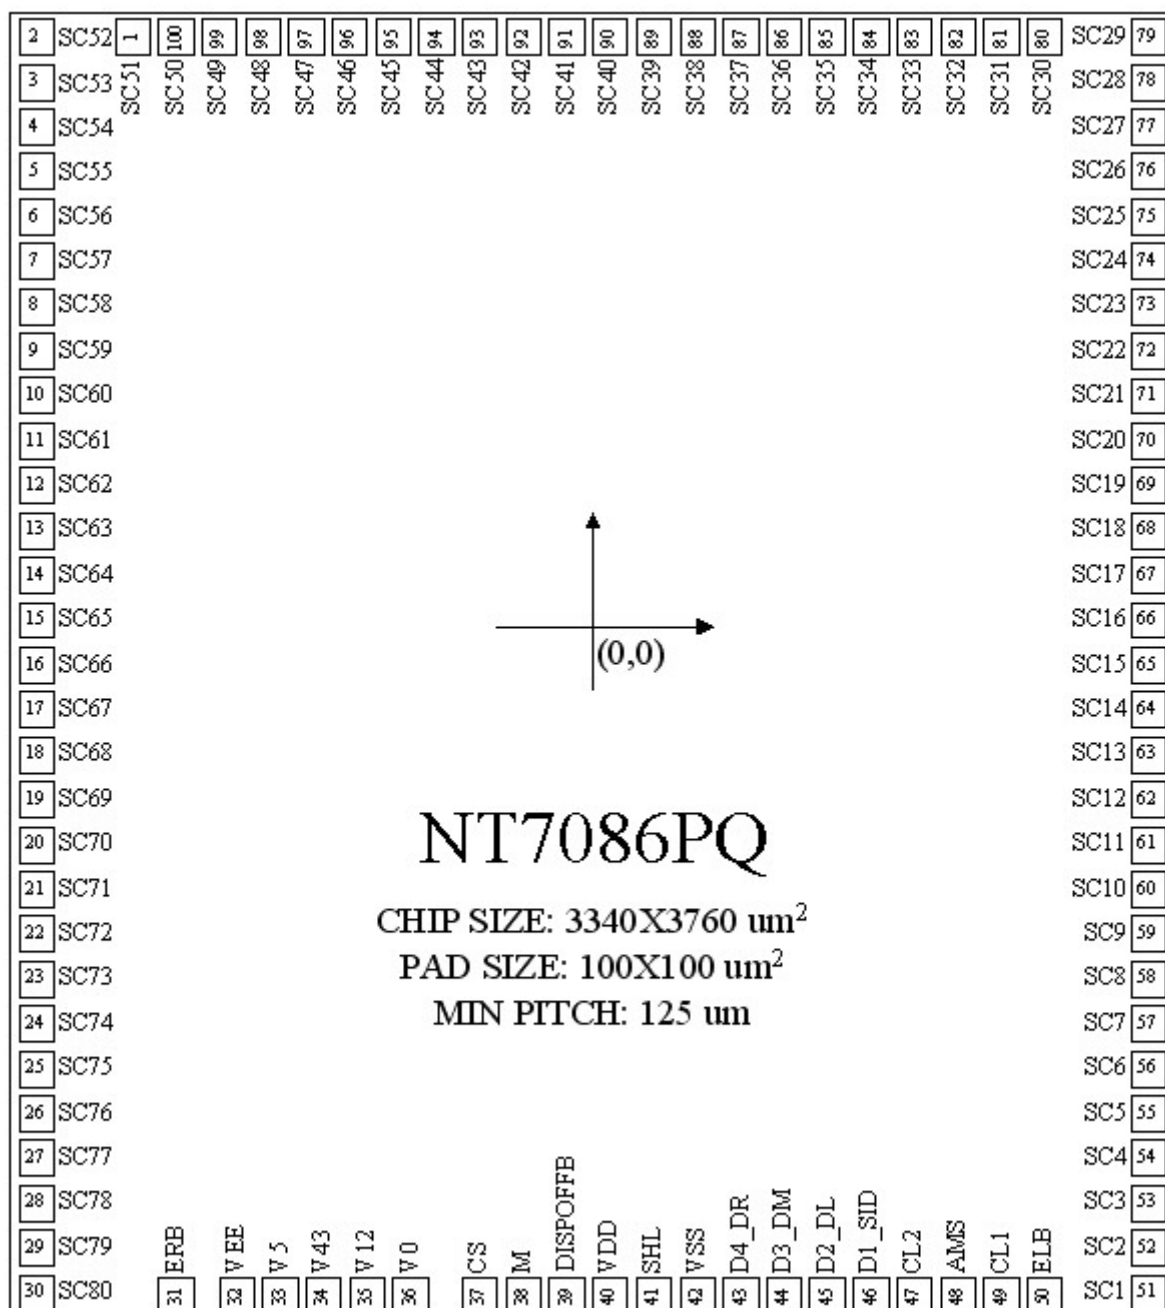 2 SC52 1 100 99 98 97 96 95 94 93 92 91 90 89 88 87 86 85 84 83 82 81 80 SC29 79
SC51 SC50 SC49 SC48 SC47 SC46 SC45 SC44 SC43 SC42 SC41 SC40 SC39 SC38 SC37 SC36 SC35 SC34 SC33 SC32 SC31 SC30
3 SC53 SC28 78
4 SC54 SC27 77
5 SC55 SC26 76
6 SC56 SC25 75
7 SC57 SC24 74
8 SC58 SC23 73
9 SC59 SC22 72
10 SC60 SC21 71
11 SC61 SC20 70
12 SC62 SC19 69
13 SC63 SC18 68
14 SC64 SC17 67
15 SC65 SC16 66
(0,0)
16 SC66 SC15 65
17 SC67 SC14 64
18 SC68 SC13 63
19 SC69 SC12 62
NT7086PQ
20 SC70 SC11 61
21 SC71 SC10 60
CHIP SIZE: 3340X3760 um²
22 SC72 SC9 59
PAD SIZE: 100X100 um²
23 SC73 SC8 58
MIN PITCH: 125 um
24 SC74 SC7 57
25 SC75 SC6 56
26 SC76 SC5 55
27 SC77 SC4 54
28 SC78 SC3 53
29 SC79 SC2 52
ERB VEE V5 V43 V12 V0 CS M DISPOFFB VDD SHL VSS D4_DR D3_DM D2_DL D1_SID CL2 AMS CL1 ELB
30 SC80 31 32 33 34 35 36 37 38 39 40 41 42 43 44 45 46 47 48 49 50 SC1 51